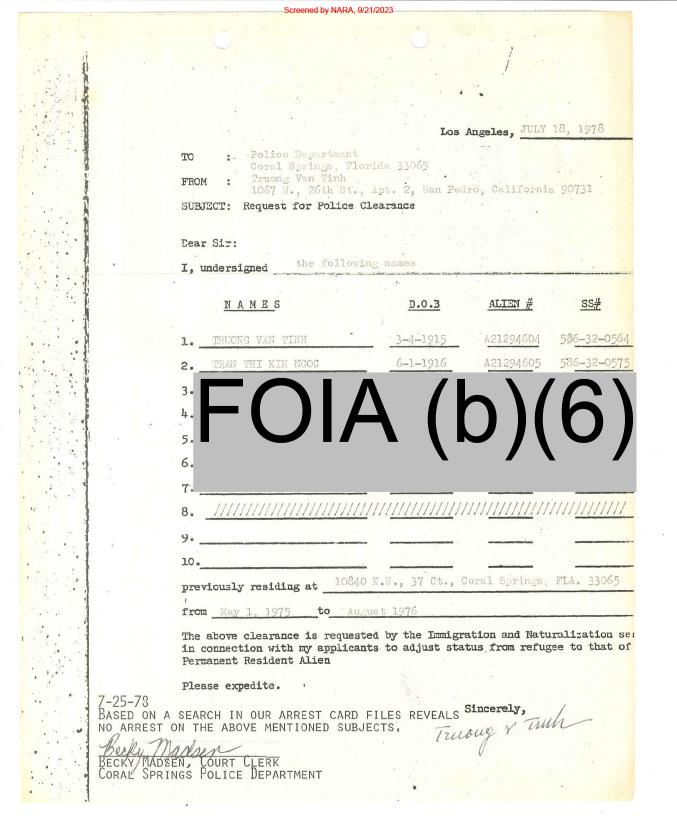 Screened by NARA, 9/21/2023
Los Angeles, JULY 18, 1978
TO : Police Department
Coral Springs, Florida 33065
FROM : Truong Van Tinh
1067 W., 26th St., Apt. 2, San Pedro, California 90731
SUBJECT: Request for Police Clearance
Dear Sir:
I, undersigned the following names
NAMES D.O.B ALIEN # SS#
1. TRUONG VAN TINH 3-4-1915 A21294604 586-32-0564
2. TRAN THI KIM NGOC 6-1-1916 A21294605 586-32-0575
3.
4.
5.
6.
7.
FOIA (b)(6)
8. ////////////////////////////////////////////////////////////
9.
10.
previously residing at 10840 N.W., 37 Ct., Coral Springs, FLA. 33065
from May 1, 1975 to August 1976
The above clearance is requested by the Immigration and Naturalization se
in connection with my applicants to adjust status from refugee to that of
Permanent Resident Alien
Please expedite.
Sincerely,
Truong V Tinh
7-25-78
BASED ON A SEARCH IN OUR ARREST CARD FILES REVEALS
NO ARREST ON THE ABOVE MENTIONED SUBJECTS.
Becky Madsen
BECKY MADSEN, COURT CLERK
CORAL SPRINGS POLICE DEPARTMENT